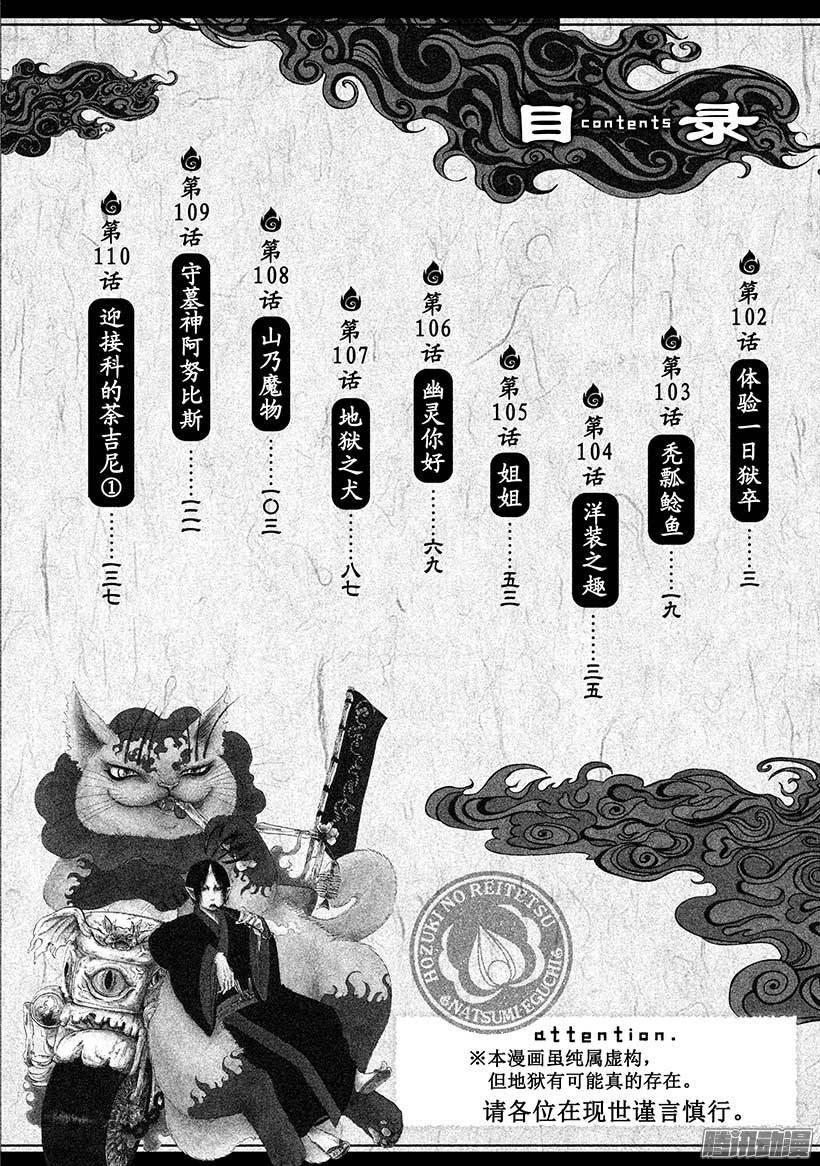 目 contents 录
第102话 体验一日狱卒……三
第103话 秃瓢鲶鱼……一九
第104话 洋装之趣……三五
第105话 姐姐……五三
第106话 幽灵你好……六九
第107话 地狱之犬……八七
第108话 山乃魔物……一〇三
第109话 守墓神阿努比斯……一二一
第110话 迎接科的荼吉尼①……一三七
HOZUKI NO REITETSU
NATSUMI·EGUCHI
attention.
※本漫画虽纯属虚构，
但地狱有可能真的存在。
请各位在现世谨言慎行。
腾讯动漫